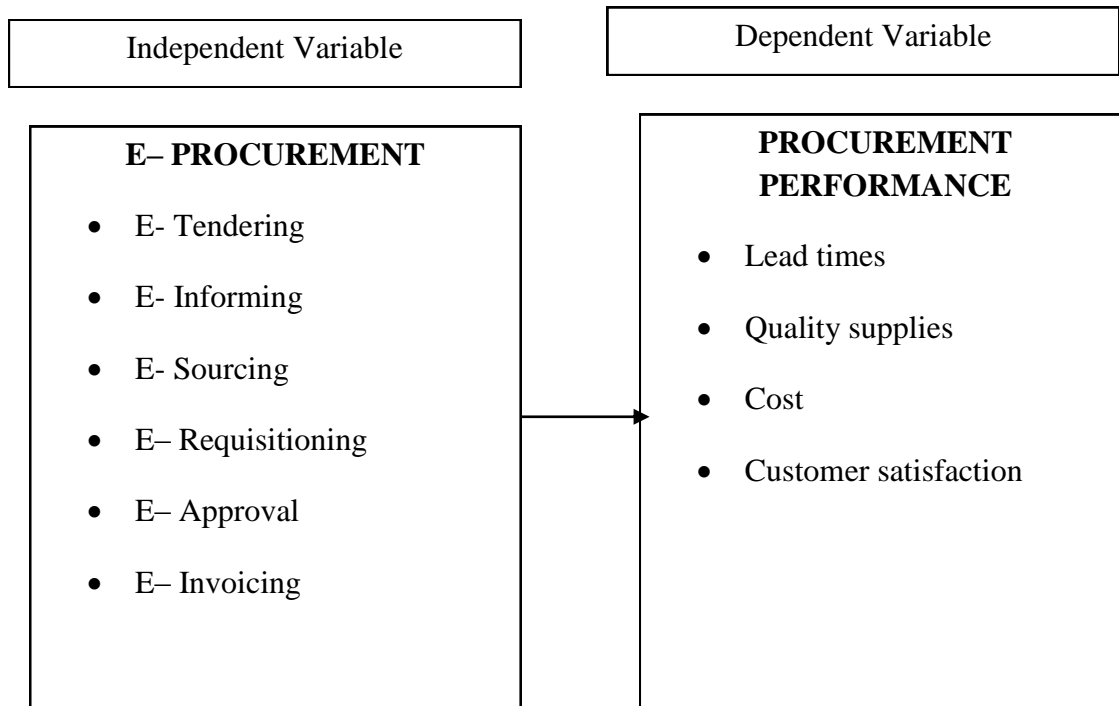 Independent Variable
Dependent Variable
E– PROCUREMENT
• E- Tendering
• E- Informing
• E- Sourcing
• E– Requisitioning
• E– Approval
• E– Invoicing
PROCUREMENT
PERFORMANCE
• Lead times
• Quality supplies
• Cost
• Customer satisfaction